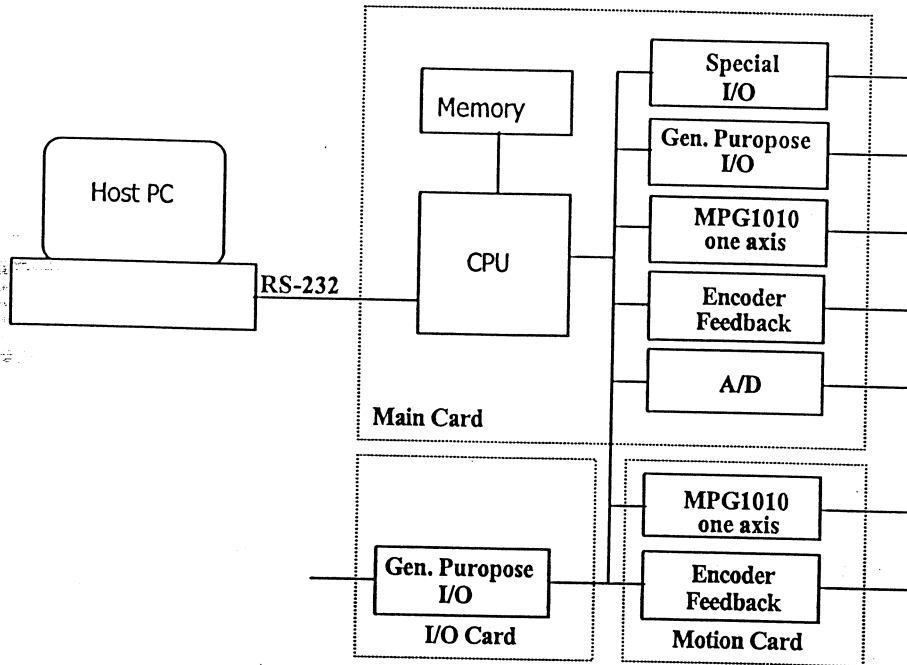 Special
I/O
Memory
Gen. Puropose
I/O
Host PC
MPG1010
one axis
CPU
RS-232
Encoder
Feedback
A/D
Main Card
MPG1010
one axis
Gen. Puropose
I/O
Encoder
Feedback
I/O Card
Motion Card